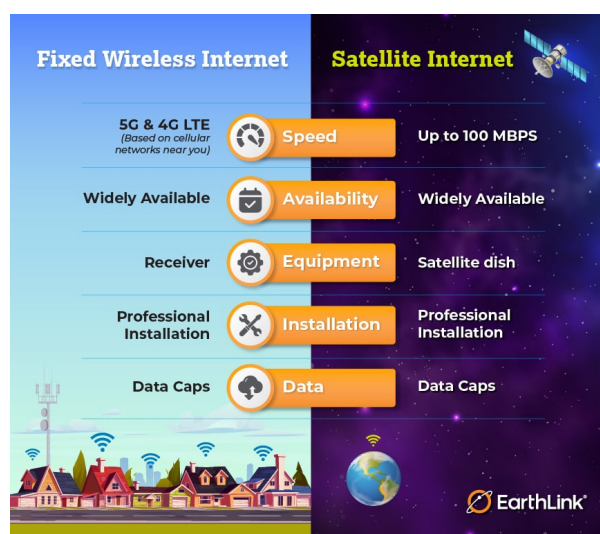 Fixed Wireless Internet
Satellite Internet
5G & 4G LTE
(Based on cellular
networks near you)
Speed
Up to 100 MBPS
Widely Available
Availability
Widely Available
Receiver
Equipment
Satellite dish
Professional
Installation
Installation
Professional
Installation
Data Caps
Data
Data Caps
EarthLink®